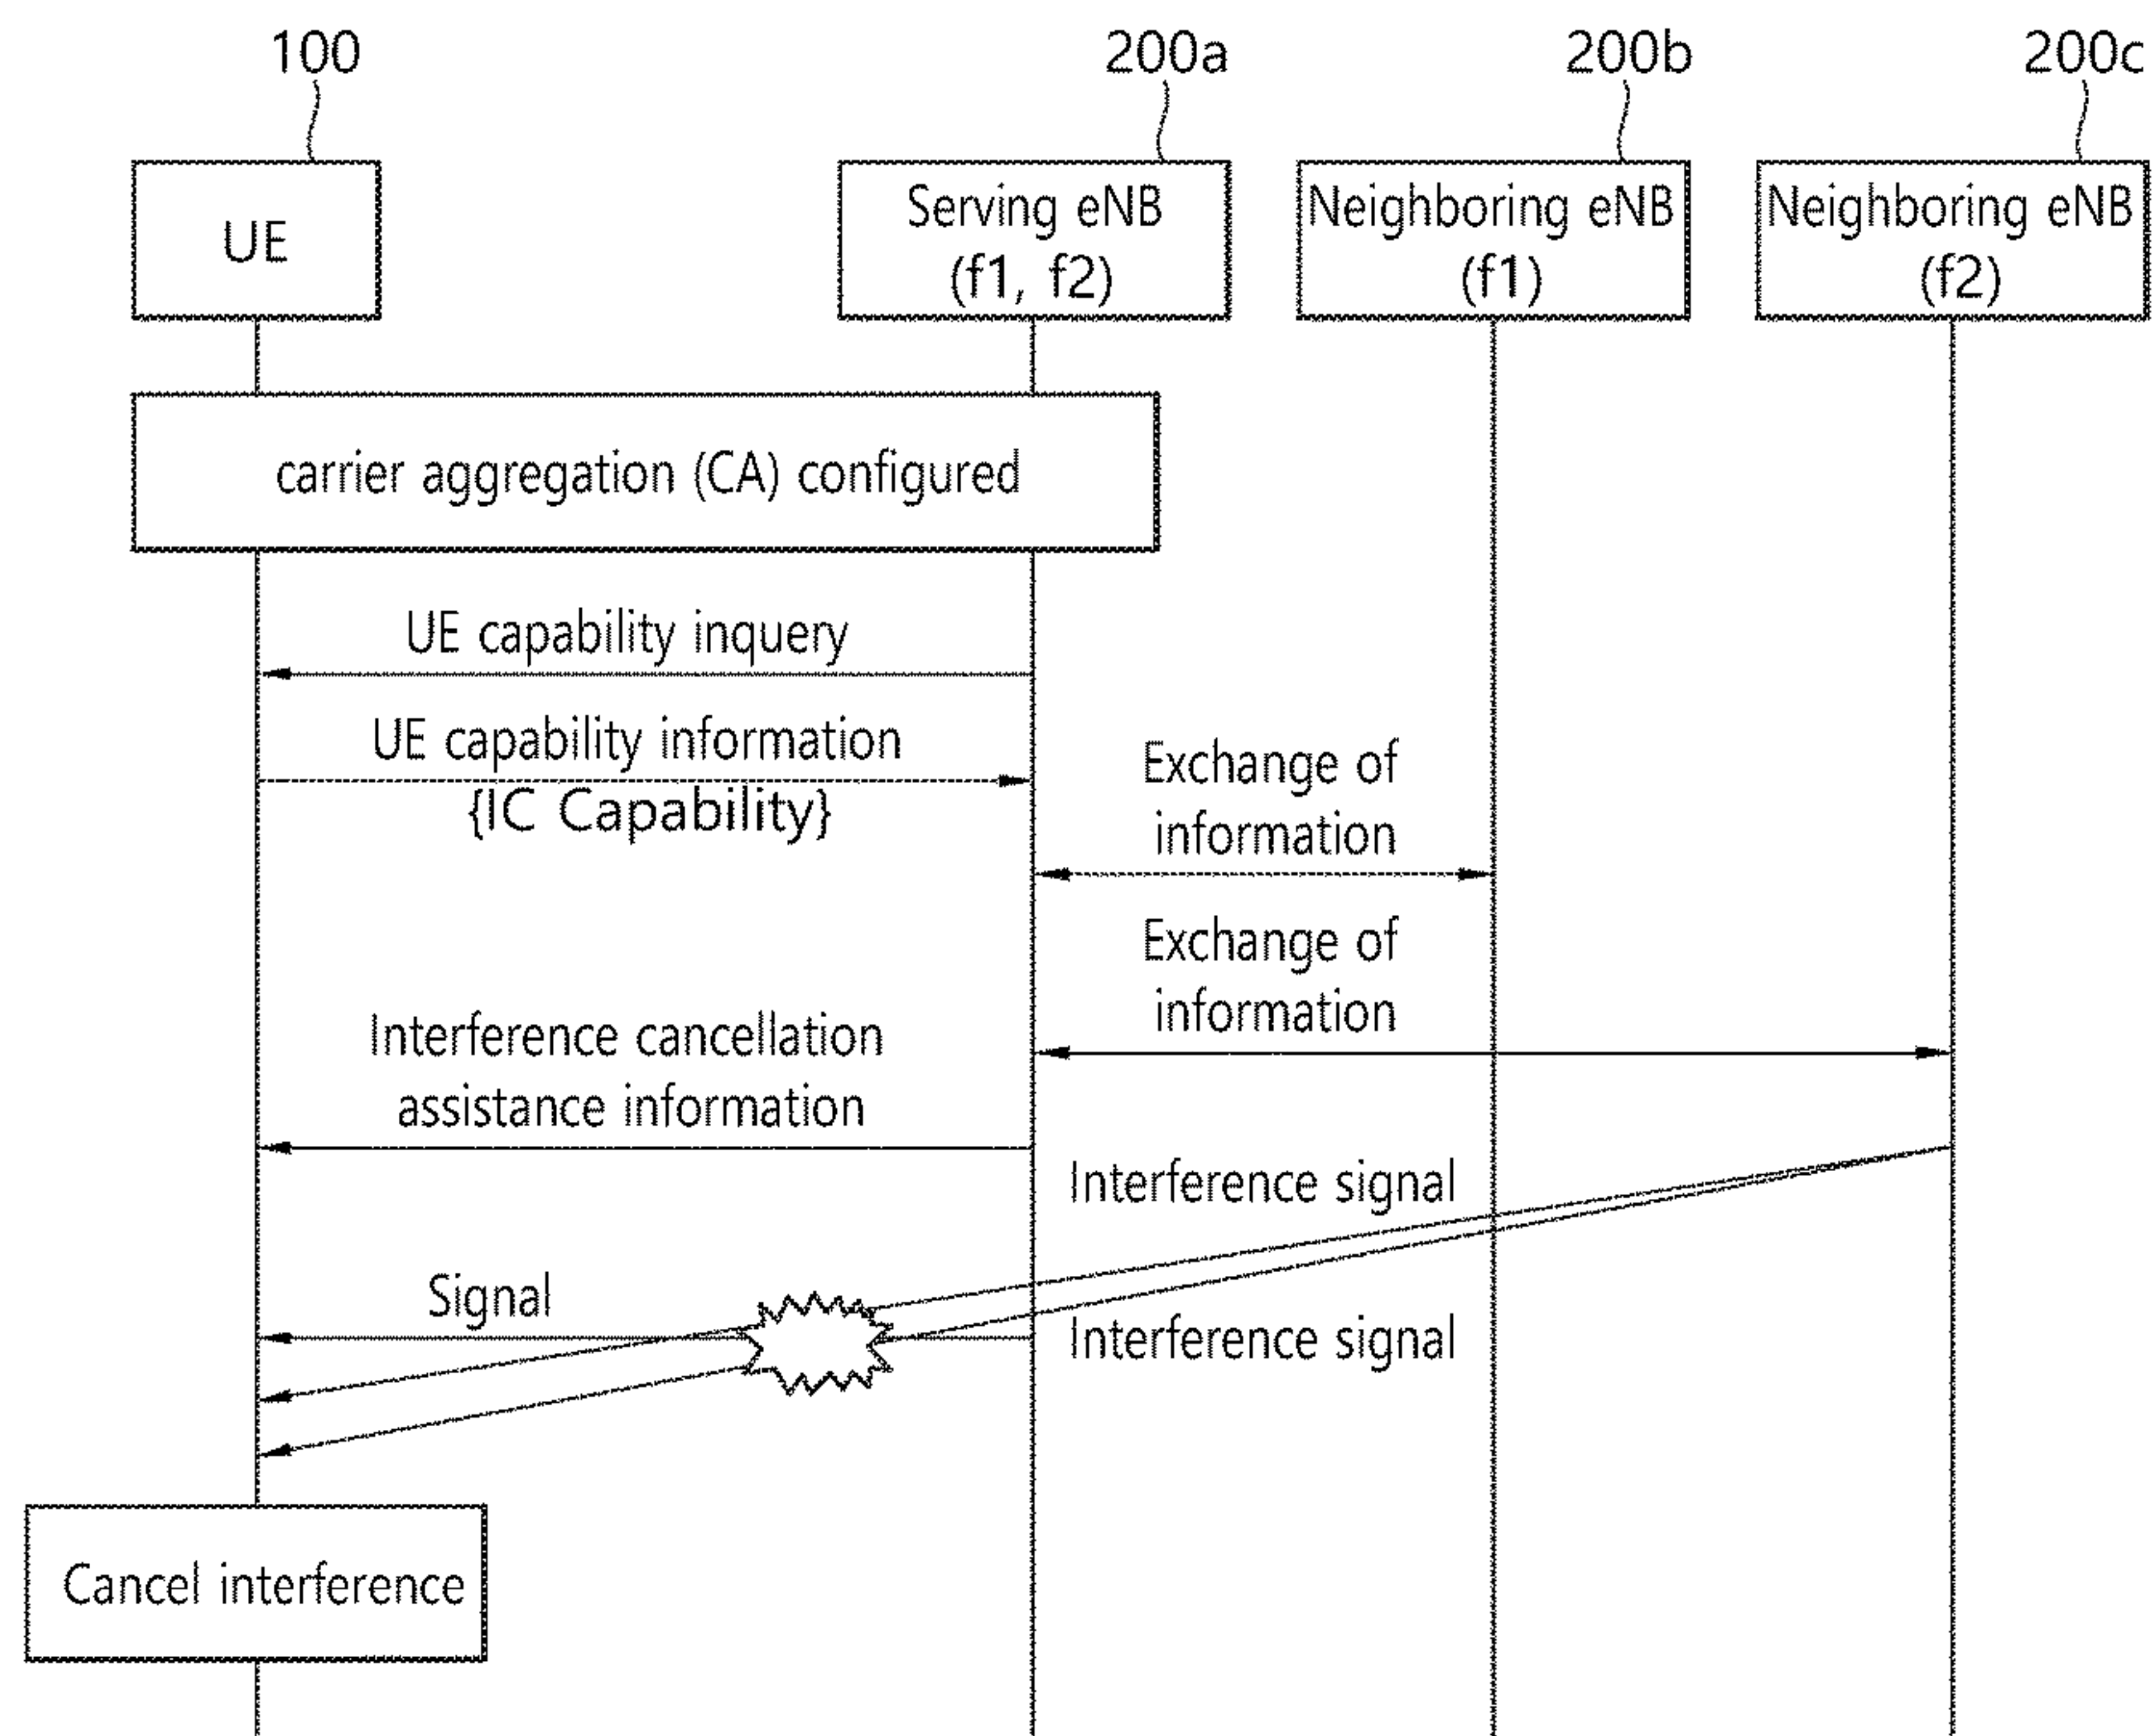 100
200a
200b
200c
UE
Serving eNB
(f1, f2)
Neighboring eNB
(f1)
Neighboring eNB
(f2)
carrier aggregation (CA) configured
UE capability inquery
UE capability information
{IC Capability}
Exchange of
information
Exchange of
information
Interference cancellation
assistance information
Interference signal
Signal
Interference signal
Cancel interference